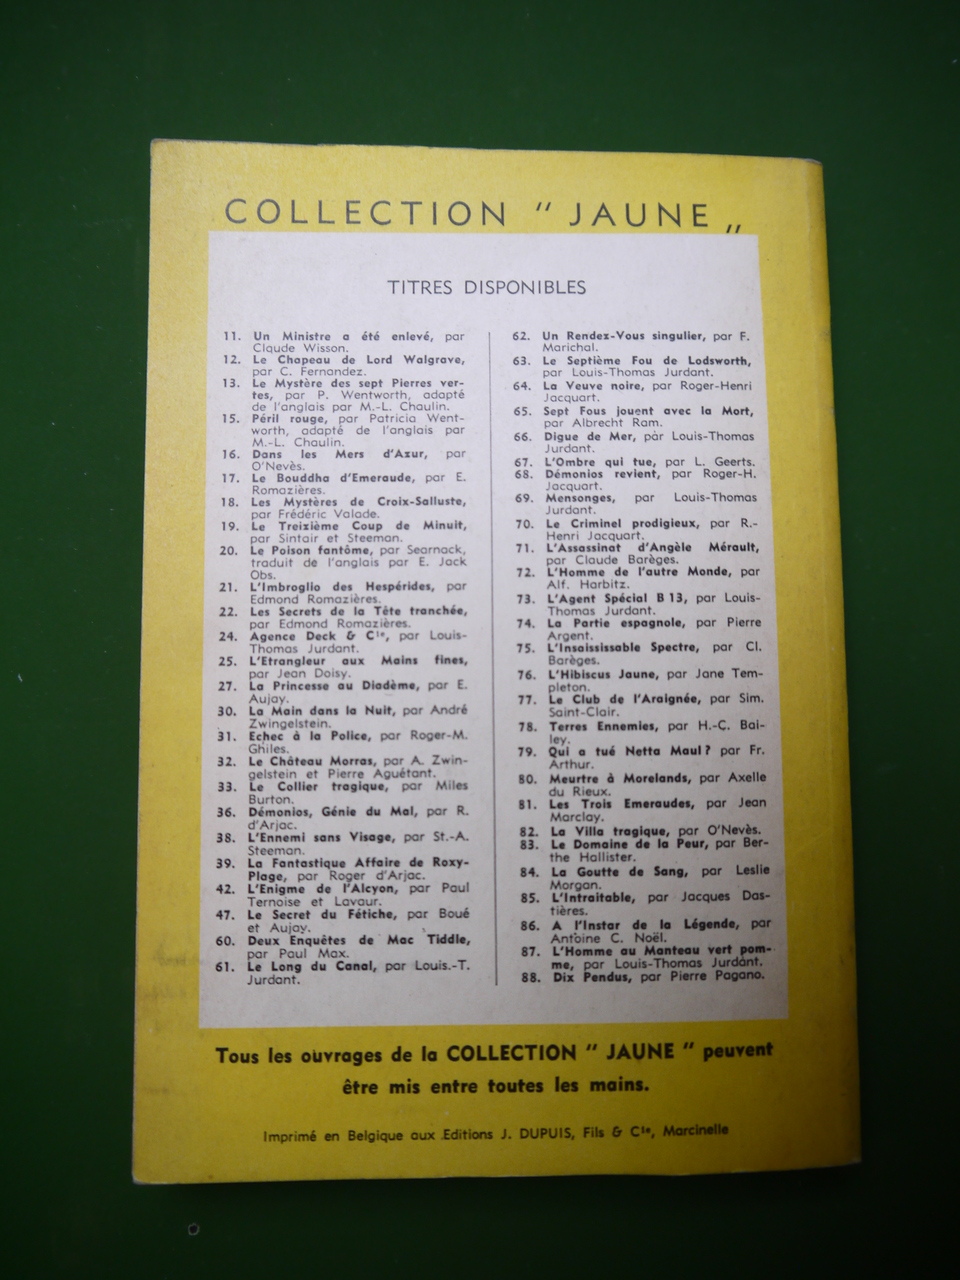 COLLECTION " JAUNE „
TITRES DISPONIBLES
11. Un Ministre a été enlevé, par
Claude Wisson.
12. Le Chapeau de Lord Walgrave,
par C. Fernandez.
13. Le Mystère des sept Pierres ver-
tes, par P. Wentworth, adapté
de l'anglais par M.-L. Chaulin.
15. Péril rouge, par Patricia Went-
worth, adapté de l'anglais par
M.-L. Chaulin.
16. Dans les Mers d'Azur, par
O'Nevès.
17. Le Bouddha d'Emeraude, par E.
Romazières.
18. Les Mystères de Croix-Salluste,
par Frédéric Valade.
19. Le Treizième Coup de Minuit,
par Sintair et Steeman.
20. Le Poison fantôme, par Searnack,
traduit de l'anglais par E. Jack
Obs.
21. L'Imbroglio des Hespérides, par
Edmond Romazières.
22. Les Secrets de la Tête tranchée,
par Edmond Romazières.
24. Agence Deck & Cie, par Louis-
Thomas Jurdant.
25. L'Etrangleur aux Mains fines,
par Jean Doisy.
27. La Princesse au Diadème, par E.
Aujay.
30. La Main dans la Nuit, par André
Zwingelstein.
31. Echec à la Police, par Roger-M.
Ghiles.
32. Le Château Morras, par A. Zwin-
gelstein et Pierre Aguétant.
33. Le Collier tragique, par Miles
Burton.
36. Démonios, Génie du Mal, par R.
d'Arjac.
38. L'Ennemi sans Visage, par St.-A.
Steeman.
39. La Fantastique Affaire de Roxy-
Plage, par Roger d'Arjac.
42. L'Enigme de l'Alcyon, par Paul
Ternoise et Lavaur.
47. Le Secret du Fétiche, par Boué
et Aujay.
60. Deux Enquêtes de Mac Tiddle,
par Paul Max.
61. Le Long du Canal, par Louis.-T.
Jurdant.
62. Un Rendez-Vous singulier, par F.
Marichal.
63. Le Septième Fou de Lodsworth,
par Louis-Thomas Jurdant.
64. La Veuve noire, par Roger-Henri
Jacquart.
65. Sept Fous jouent avec la Mort,
par Albrecht Ram.
66. Digue de Mer, par Louis-Thomas
Jurdant.
67. L'Ombre qui tue, par L. Geerts.
68. Démonios revient, par Roger-H.
Jacquart.
69. Mensonges, par Louis-Thomas
Jurdant.
70. Le Criminel prodigieux, par R.-
Henri Jacquart.
71. L'Assassinat d'Angèle Mérault,
par Claude Barèges.
72. L'Homme de l'autre Monde, par
Alf. Harbitz.
73. L'Agent Spécial B 13, par Louis-
Thomas Jurdant.
74. La Partie espagnole, par Pierre
Argent.
75. L'Insaississable Spectre, par Cl.
Barèges.
76. L'Hibiscus Jaune, par Jane Tem-
pleton.
77. Le Club de l'Araignée, par Sim.
Saint-Clair.
78. Terres Ennemies, par H.-C. Bai-
ley.
79. Qui a tué Netta Maul ? par Fr.
Arthur.
80. Meurtre à Morelands, par Axelle
du Rieux.
81. Les Trois Emeraudes, par Jean
Marclay.
82. La Villa tragique, par O'Nevès.
83. Le Domaine de la Peur, par Ber-
the Hallister.
84. La Goutte de Sang, par Leslie
Morgan.
85. L'Intraitable, par Jacques Das-
tières.
86. A l'Instar de la Légende, par
Antoine C. Noël.
87. L'Homme au Manteau vert pom-
me, par Louis-Thomas Jurdant.
88. Dix Pendus, par Pierre Pagano.
Tous les ouvrages de la COLLECTION " JAUNE " peuvent
être mis entre toutes les mains.
Imprimé en Belgique aux Editions J. DUPUIS, Fils & Cie, Marcinelle